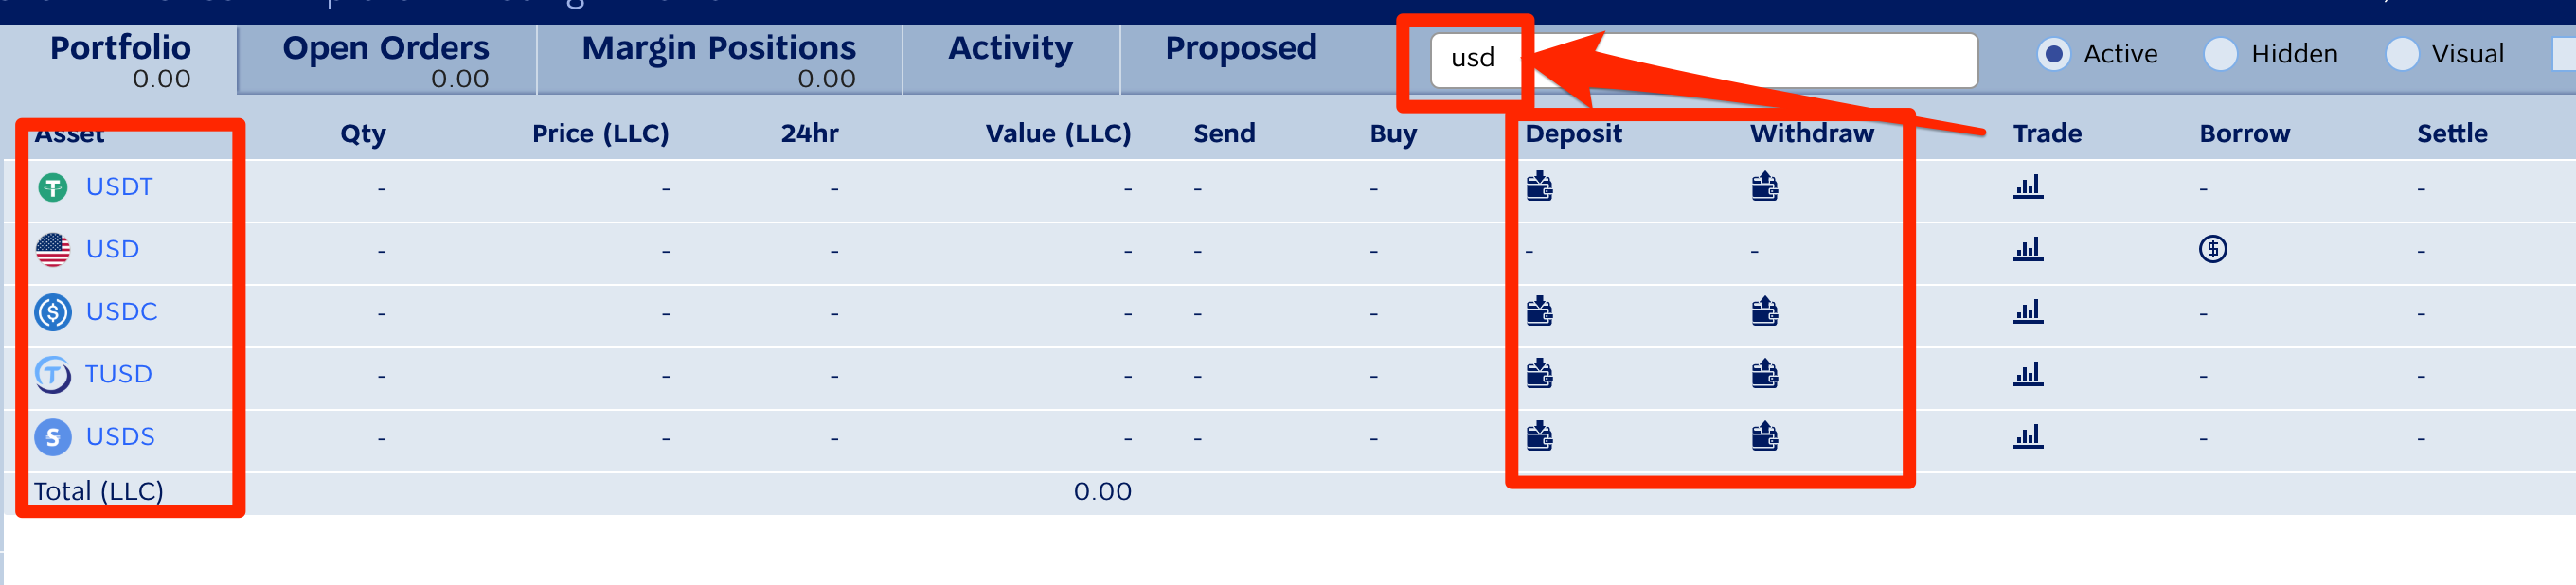 Portfolio Open Orders Margin Positions Activity Proposed usd Active Hidden Visual
0.00 0.00 0.00
Asset Qty Price (LLC) 24hr Value (LLC) Send Buy Deposit Withdraw Trade Borrow Settle
USDT - - - - - - - -
USD - - - - - - - - -
USDC - - - - - - - -
TUSD - - - - - - - -
USDS - - - - - - - -
Total (LLC) 0.00